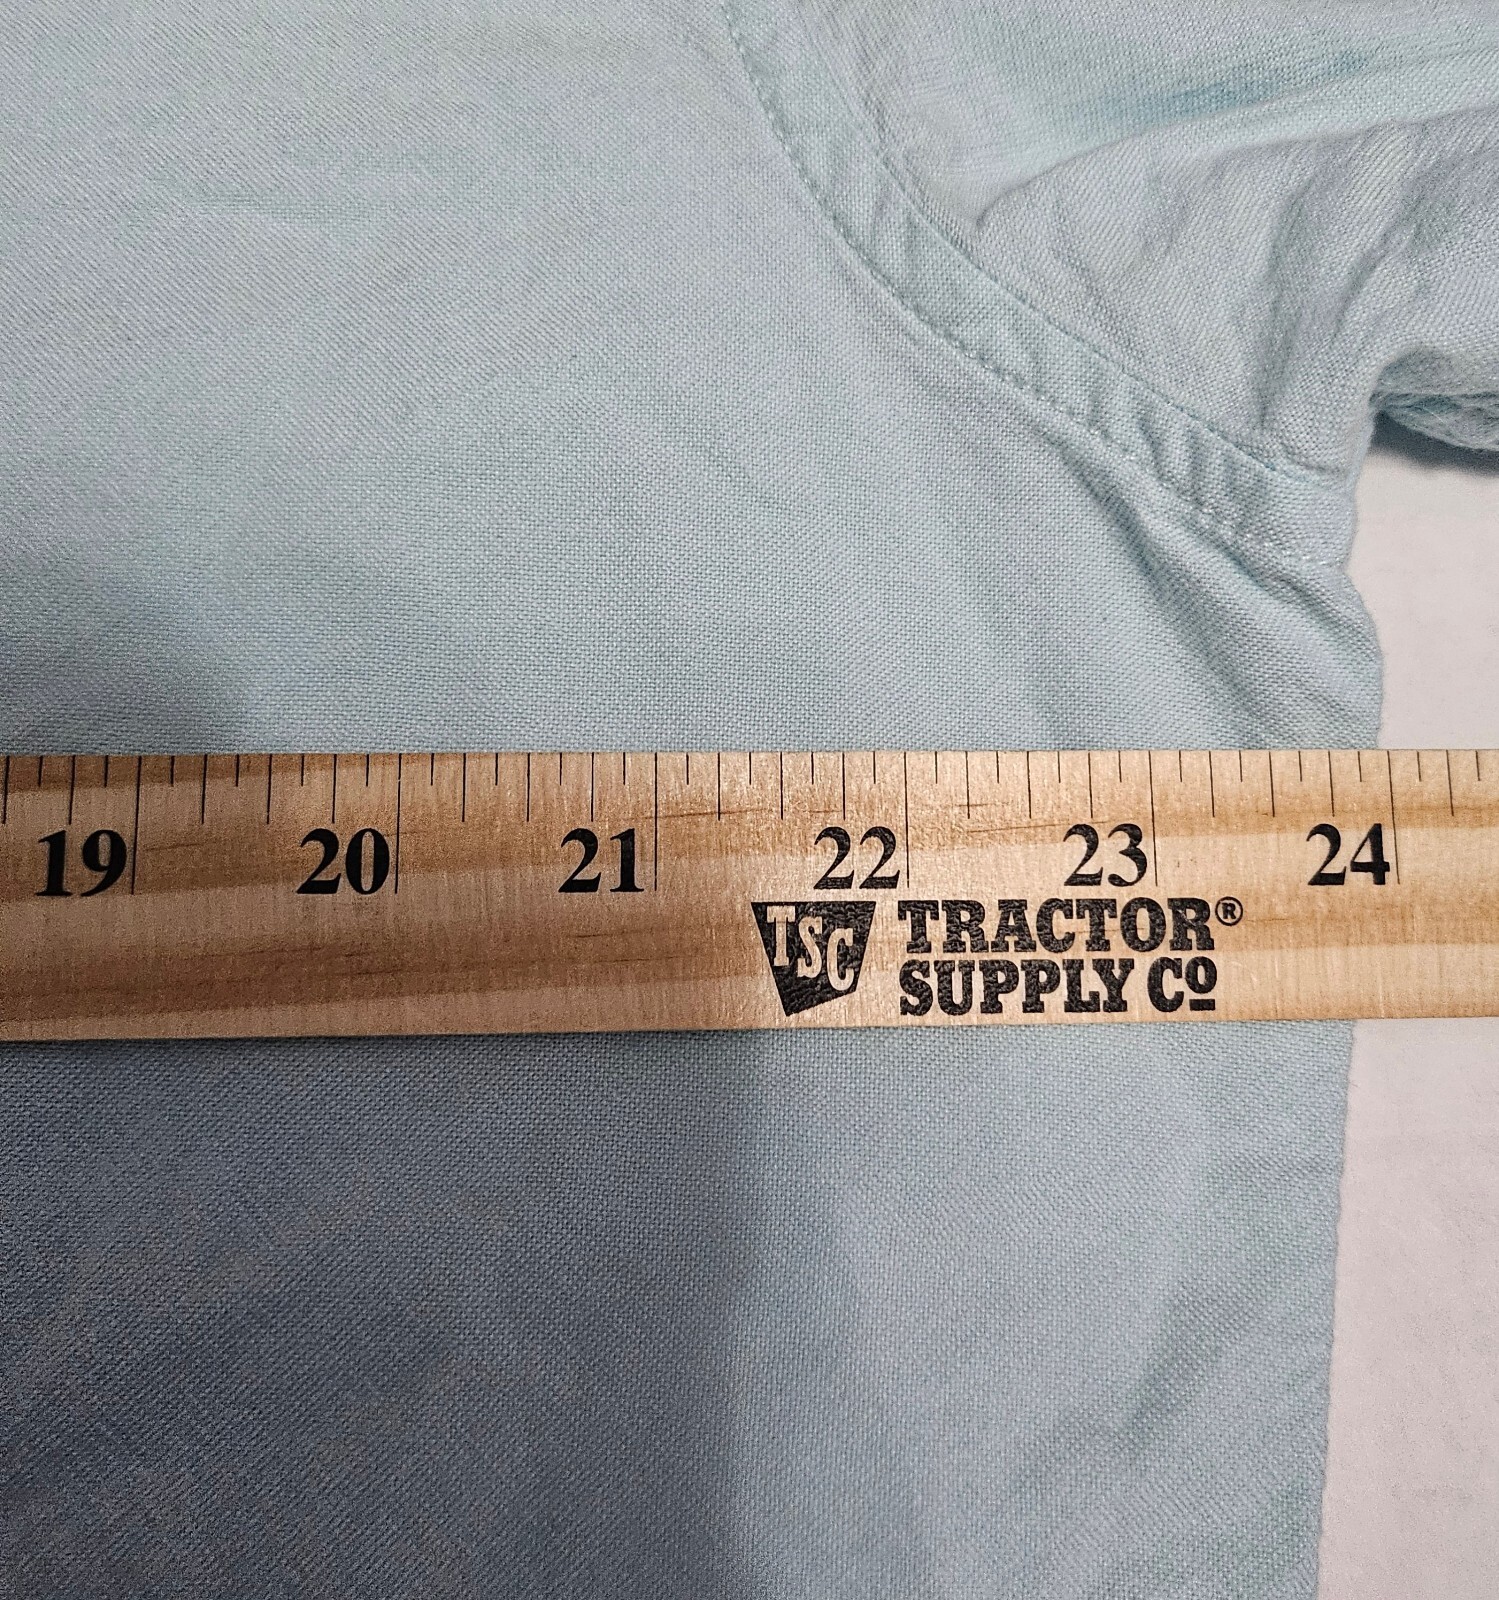 19 20 21 22 23 24
TSC TRACTOR®
SUPPLY CO